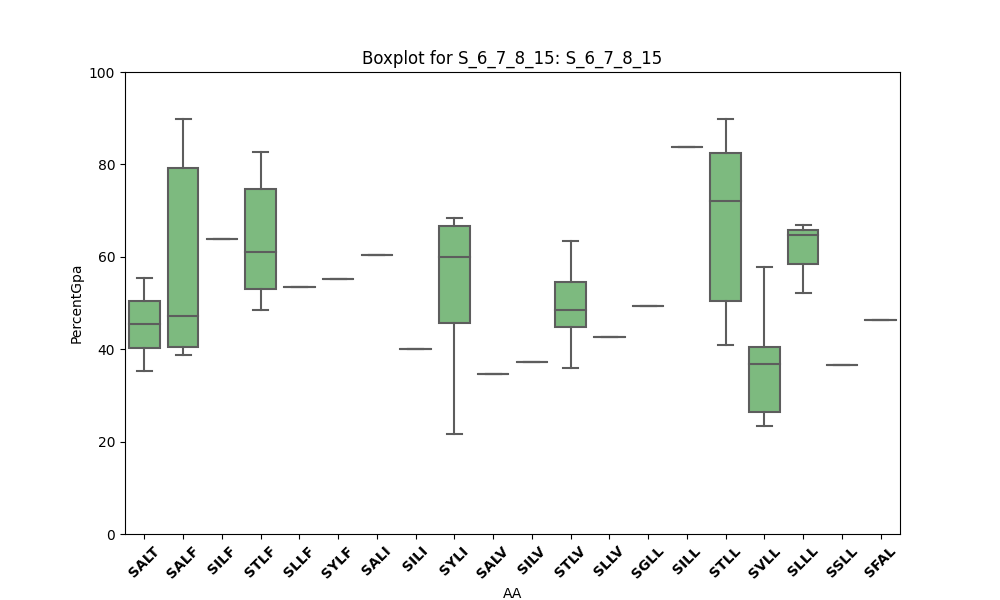 Boxplot for S_6_7_8_15: S_6_7_8_15
PercentGpa
100
80
60
40
20
0
SALT SALF SILF STLF SLLF SYLF SALI SILI SYLI SALV SILV STLV SLLV SGLL SILL STLL SVLL SLLL SSLL SFAL
AA